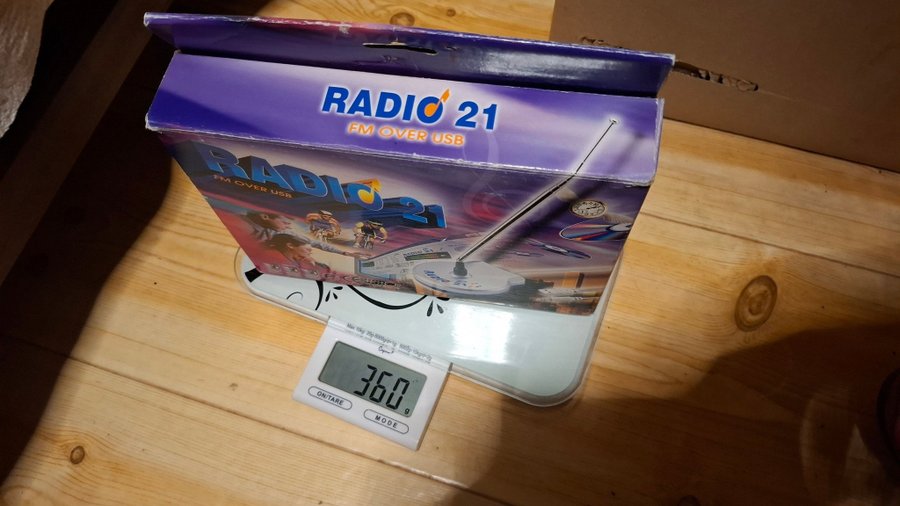 RADIO 21
FM OVER USB
RADIO 21
FM OVER USB
360 g
ON/TARE
MODE